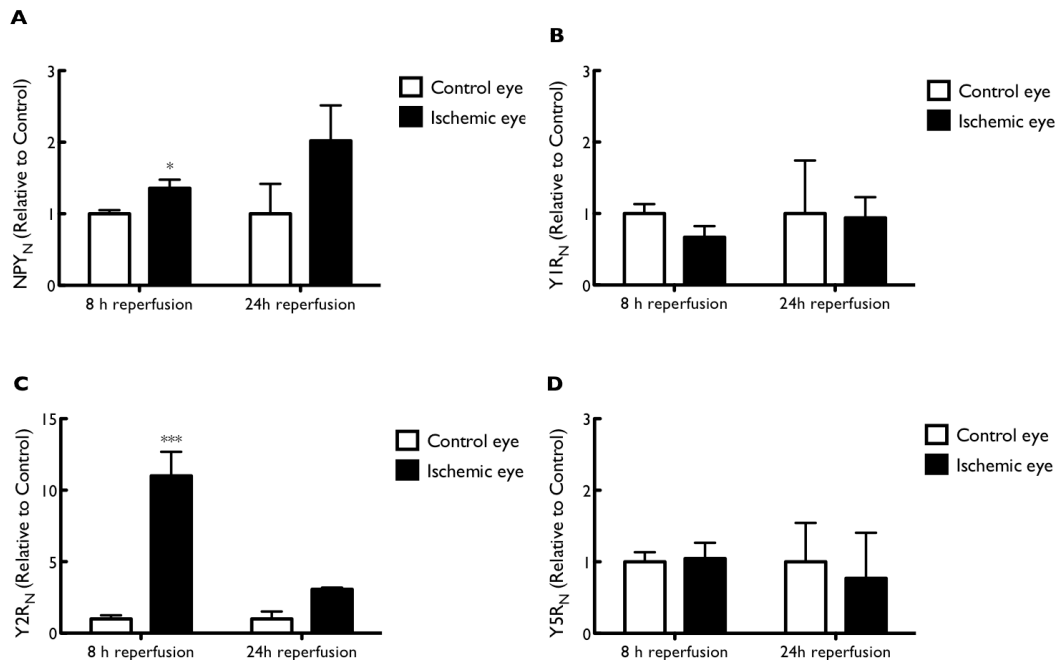 A
NPYN (Relative to Control)
3
2
1
0
*
8 h reperfusion
24h reperfusion
Control eye
Ischemic eye
B
Y1RN (Relative to Control)
3
2
1
0
8 h reperfusion
24h reperfusion
Control eye
Ischemic eye
C
Y2RN (Relative to Control)
15
10
5
0
***
8 h reperfusion
24h reperfusion
Control eye
Ischemic eye
D
Y5RN (Relative to Control)
3
2
1
0
8 h reperfusion
24h reperfusion
Control eye
Ischemic eye